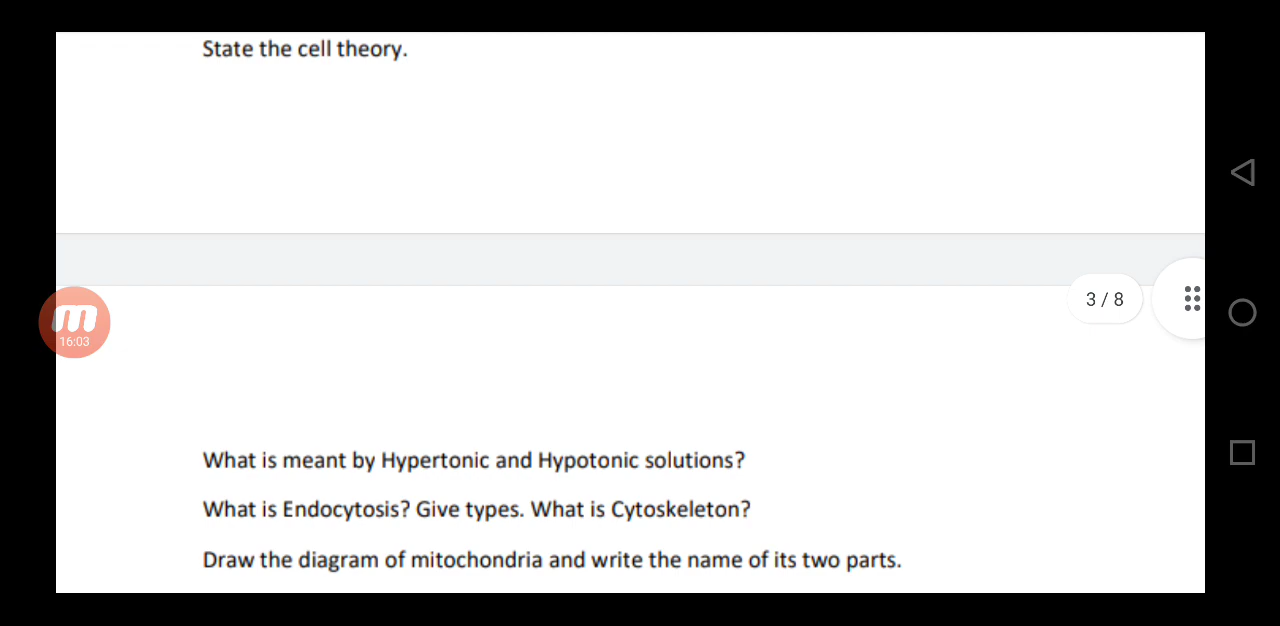 State the cell theory.
3 / 8
m
16:03
What is meant by Hypertonic and Hypotonic solutions?
What is Endocytosis? Give types. What is Cytoskeleton?
Draw the diagram of mitochondria and write the name of its two parts.